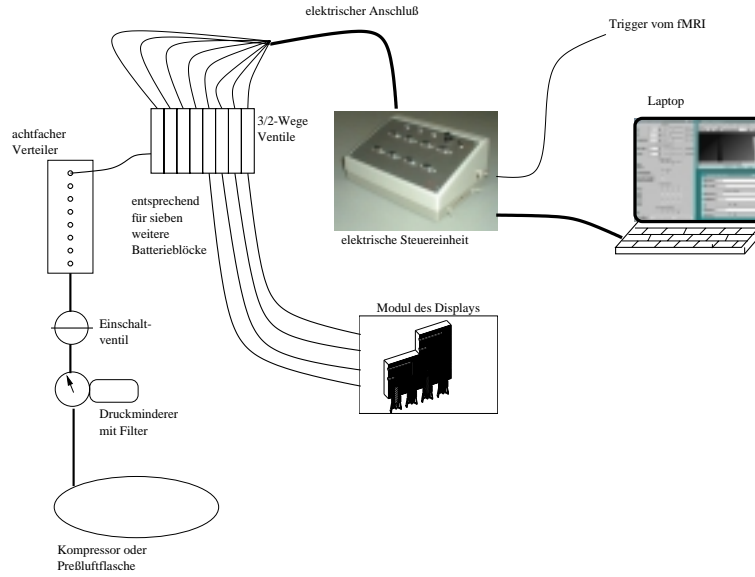 elektrischer Anschluß
Trigger vom fMRI
Laptop
3/2-Wege
Ventile
achtfacher
Verteiler
entsprechend
für sieben
weitere
Batterieblöcke
elektrische Steuereinheit
Modul des Displays
Einschalt-
ventil
Druckminderer
mit Filter
Kompressor oder
Preßluftflasche